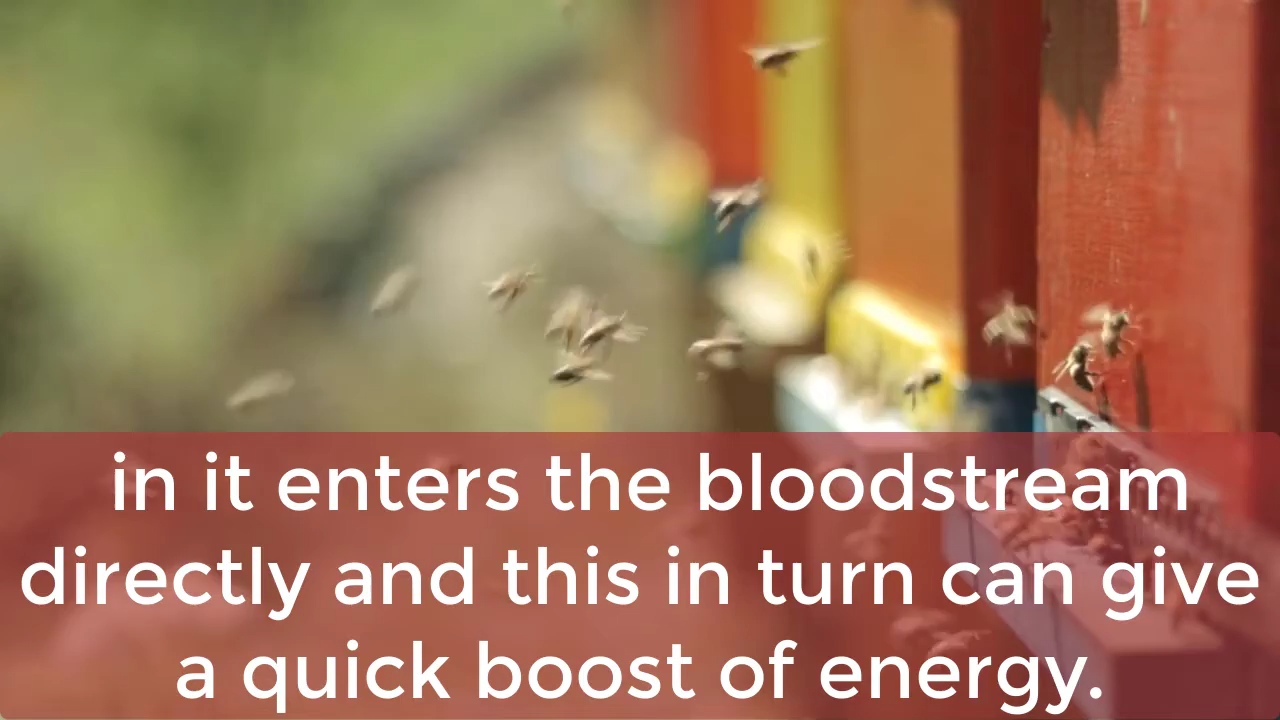 in it enters the bloodstream
directly and this in turn can give
a quick boost of energy.